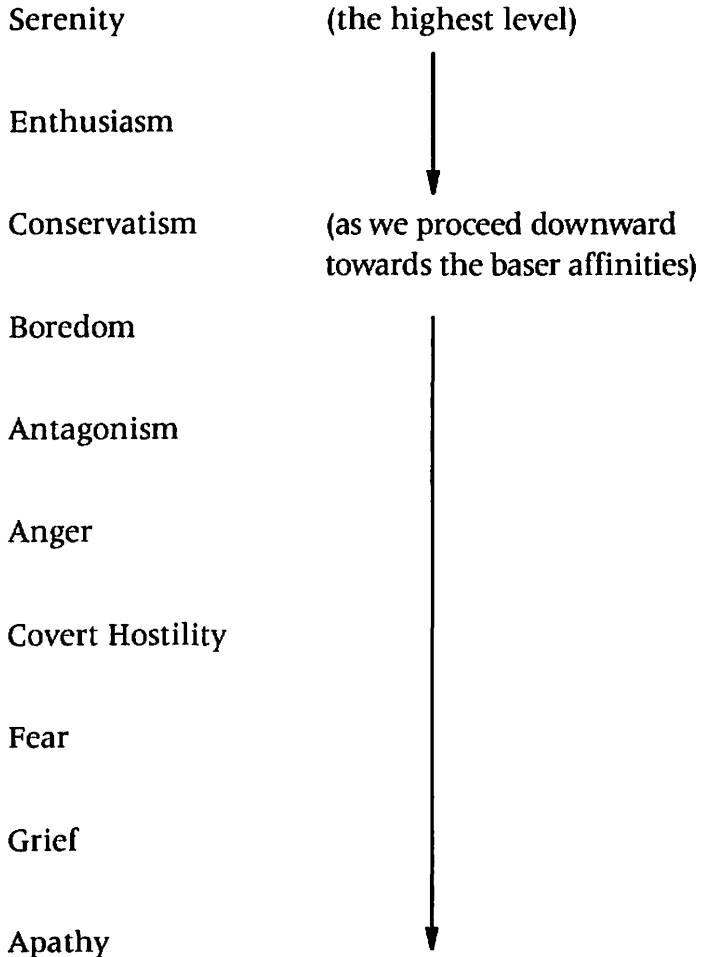 Serenity (the highest level)
Enthusiasm
Conservatism (as we proceed downward
towards the baser affinities)
Boredom
Antagonism
Anger
Covert Hostility
Fear
Grief
Apathy